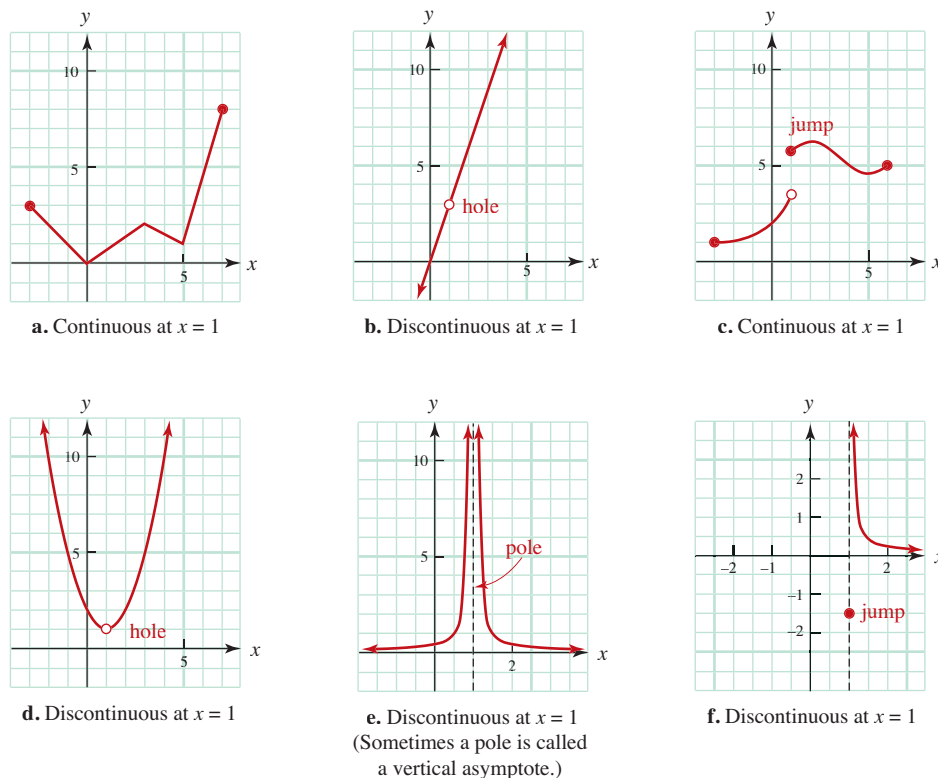 y
10
5
5
x
a. Continuous at x = 1
y
10
5
hole
5
x
b. Discontinuous at x = 1
y
10
jump
5
5
x
c. Continuous at x = 1
y
10
5
hole
5
x
d. Discontinuous at x = 1
y
10
5
pole
2
x
e. Discontinuous at x = 1
(Sometimes a pole is called
a vertical asymptote.)
y
2
1
x
–2
–1
2
–1
jump
–2
f. Discontinuous at x = 1